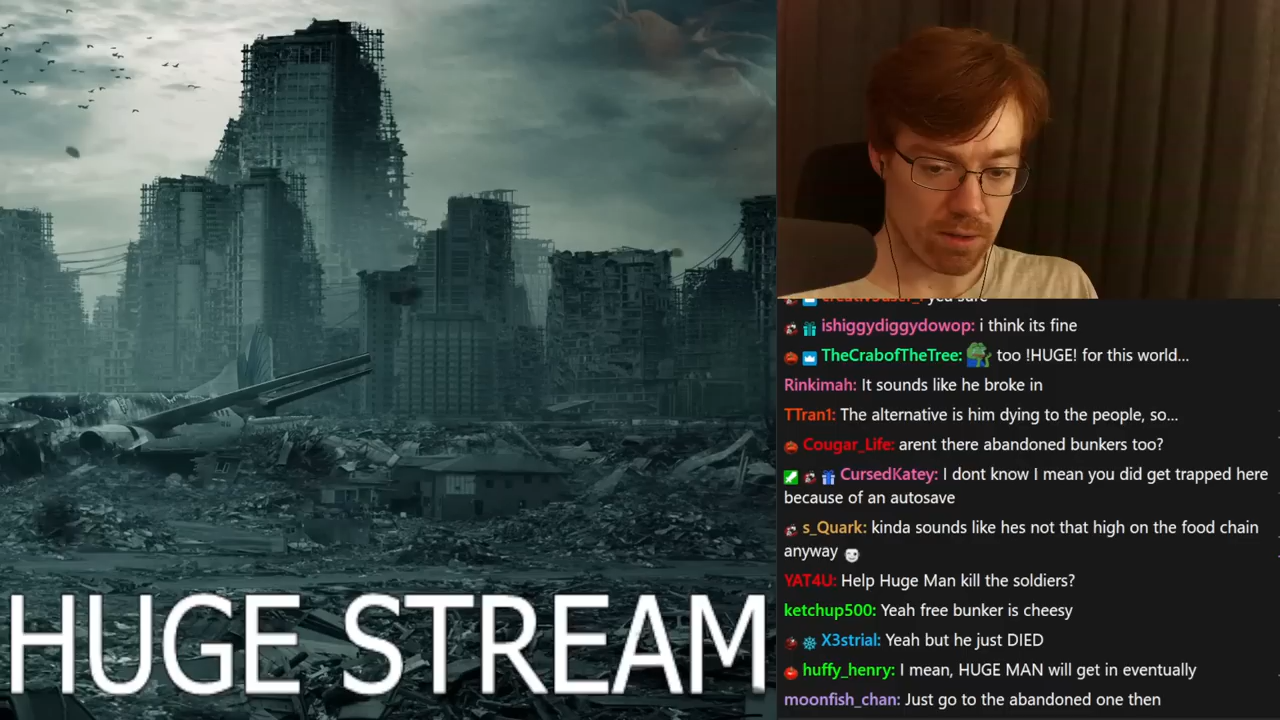 HUGE STREAM
yea sure
ishiggydiggydowop: i think its fine
TheCrabofTheTree: too !HUGE! for this world...
Rinkimah: It sounds like he broke in
TTran1: The alternative is him dying to the people, so...
Cougar_Life: arent there abandoned bunkers too?
CursedKatey: I dont know I mean you did get trapped here
because of an autosave
s_Quark: kinda sounds like hes not that high on the food chain
anyway
YAT4U: Help Huge Man kill the soldiers?
ketchup500: Yeah free bunker is cheesy
X3strial: Yeah but he just DIED
huffy_henry: I mean, HUGE MAN will get in eventually
moonfish_chan: Just go to the abandoned one then